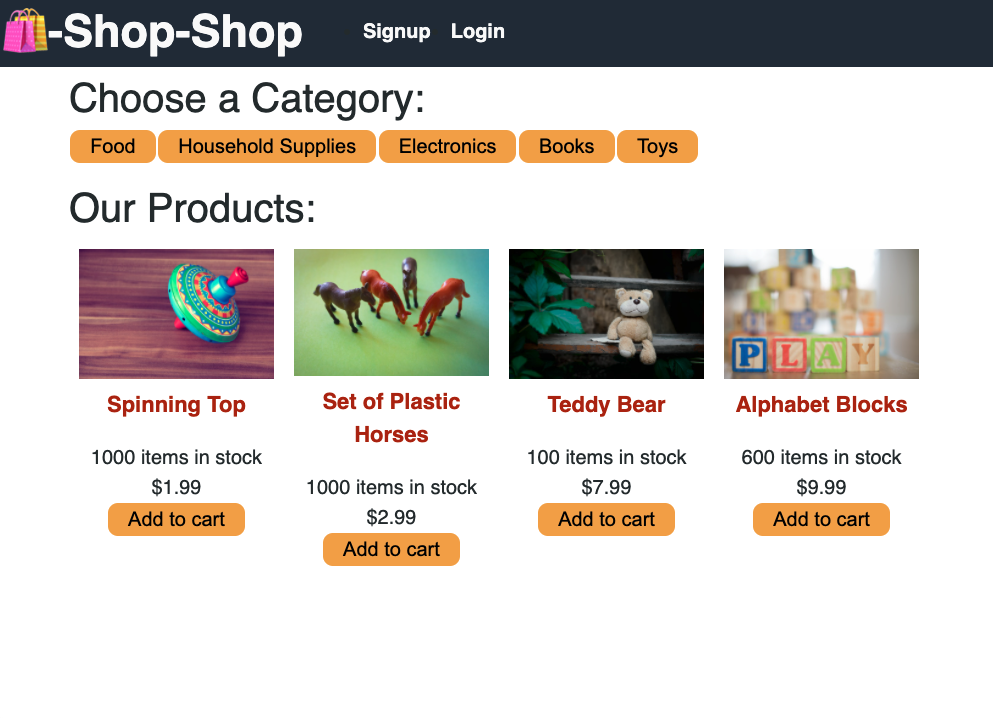 -Shop-Shop Signup Login
Choose a Category:
Food Household Supplies Electronics Books Toys
Our Products:
PLAY
Spinning Top
1000 items in stock
$1.99
Add to cart
Set of Plastic
Horses
1000 items in stock
$2.99
Add to cart
Teddy Bear
100 items in stock
$7.99
Add to cart
Alphabet Blocks
600 items in stock
$9.99
Add to cart